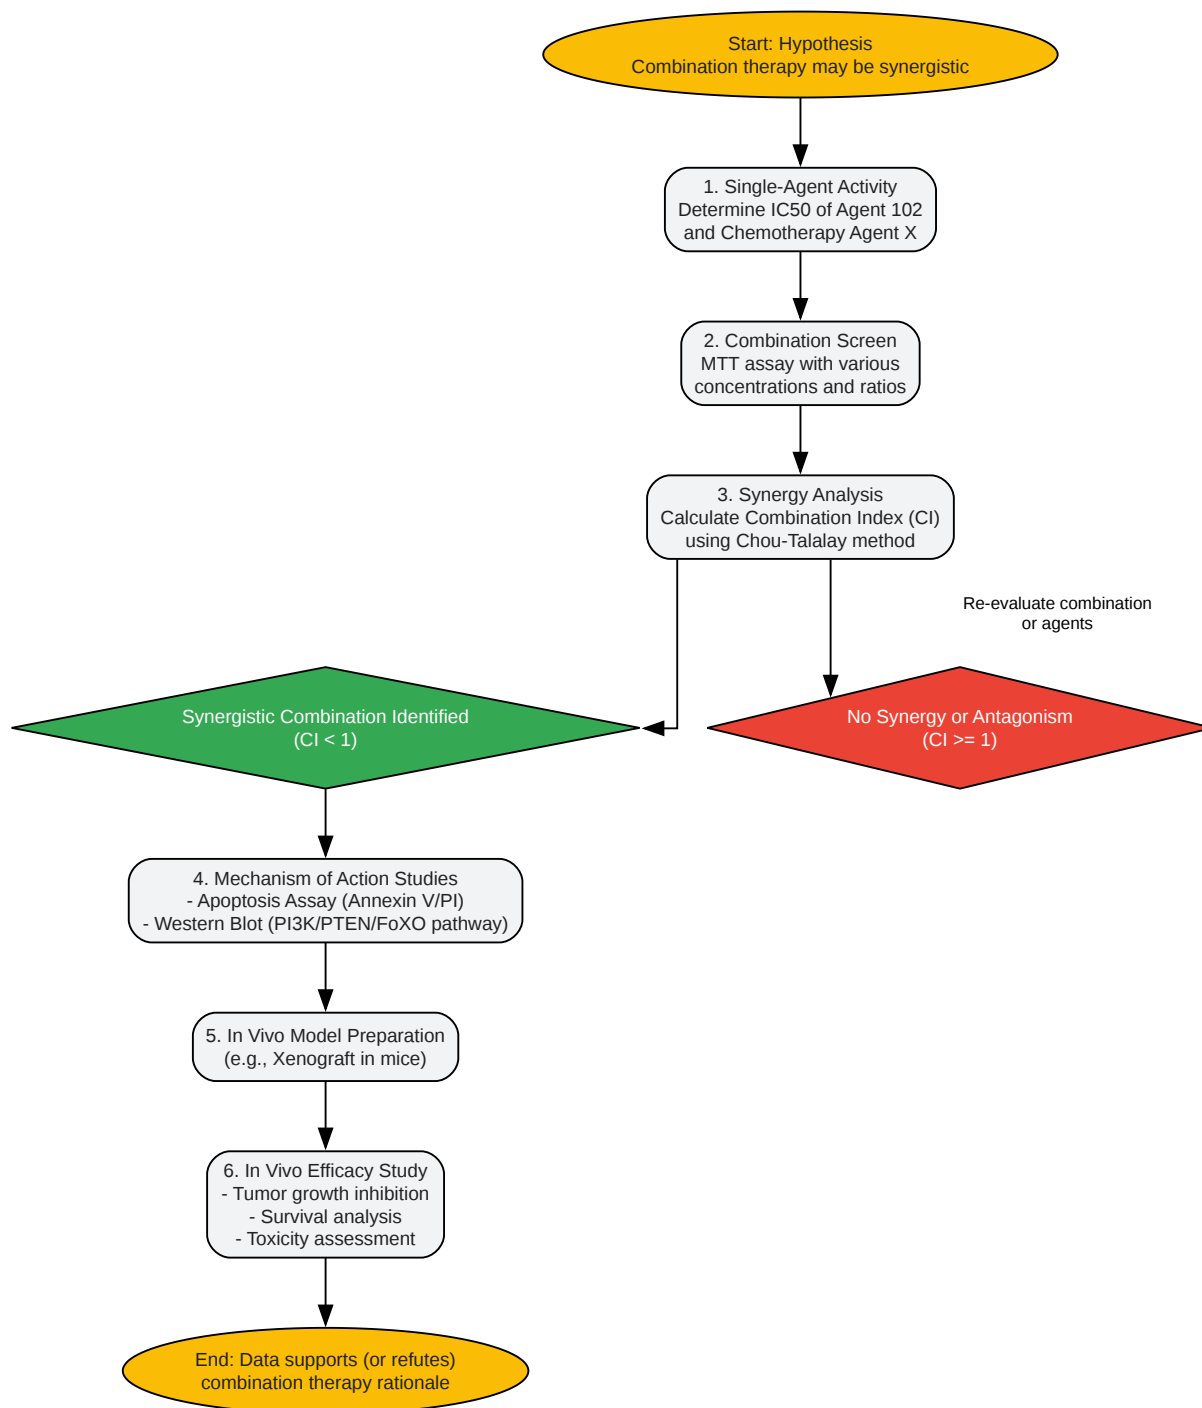 Start: Hypothesis
Combination therapy may be synergistic
1. Single-Agent Activity
Determine IC50 of Agent 102
and Chemotherapy Agent X
2. Combination Screen
MTT assay with various
concentrations and ratios
3. Synergy Analysis
Calculate Combination Index (CI)
using Chou-Talalay method
Re-evaluate combination
or agents
Synergistic Combination Identified
(CI < 1)
No Synergy or Antagonism
(CI >= 1)
4. Mechanism of Action Studies
- Apoptosis Assay (Annexin V/PI)
- Western Blot (PI3K/PTEN/FoXO pathway)
5. In Vivo Model Preparation
(e.g., Xenograft in mice)
6. In Vivo Efficacy Study
- Tumor growth inhibition
- Survival analysis
- Toxicity assessment
End: Data supports (or refutes)
combination therapy rationale